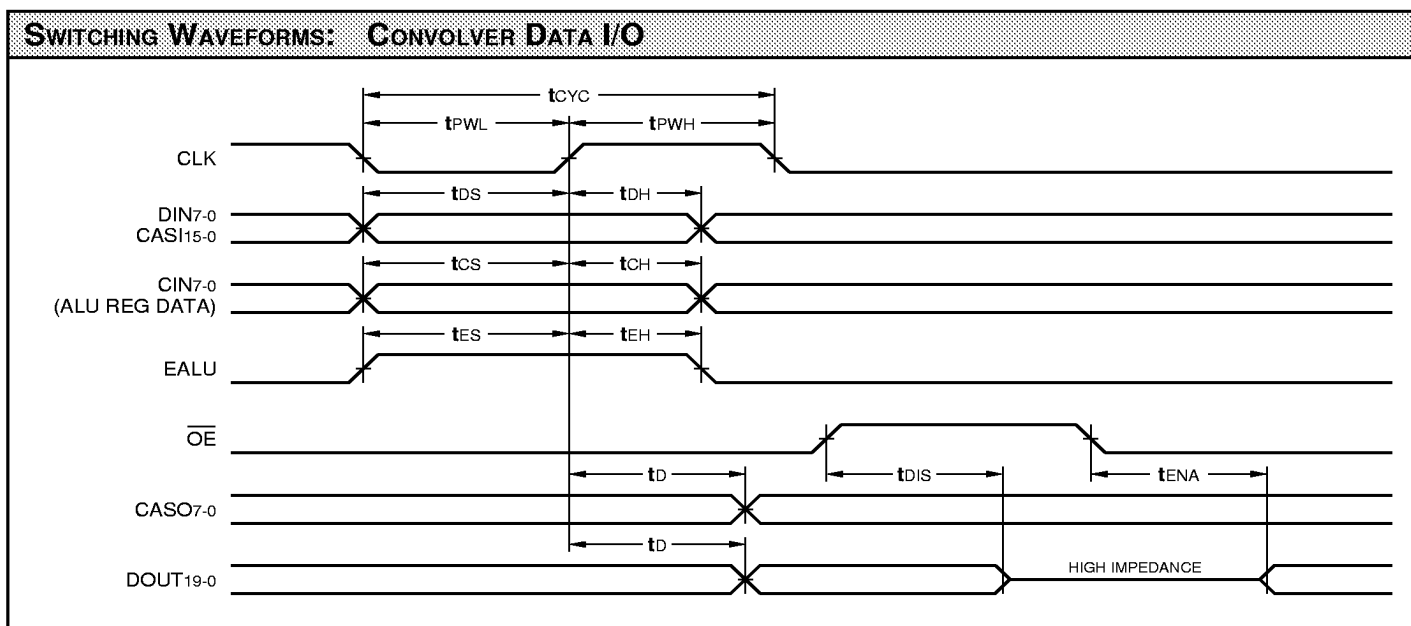 SWITCHING WAVEFORMS: CONVOLVER DATA I/O
tCYC
tPWL tPWH
CLK
tDS tDH
DIN7-0
CASI15-0
tCS tCH
CIN7-0
(ALU REG DATA)
tES tEH
EALU
OE
tD tDIS tENA
CASO7-0
tD
DOUT19-0 HIGH IMPEDANCE